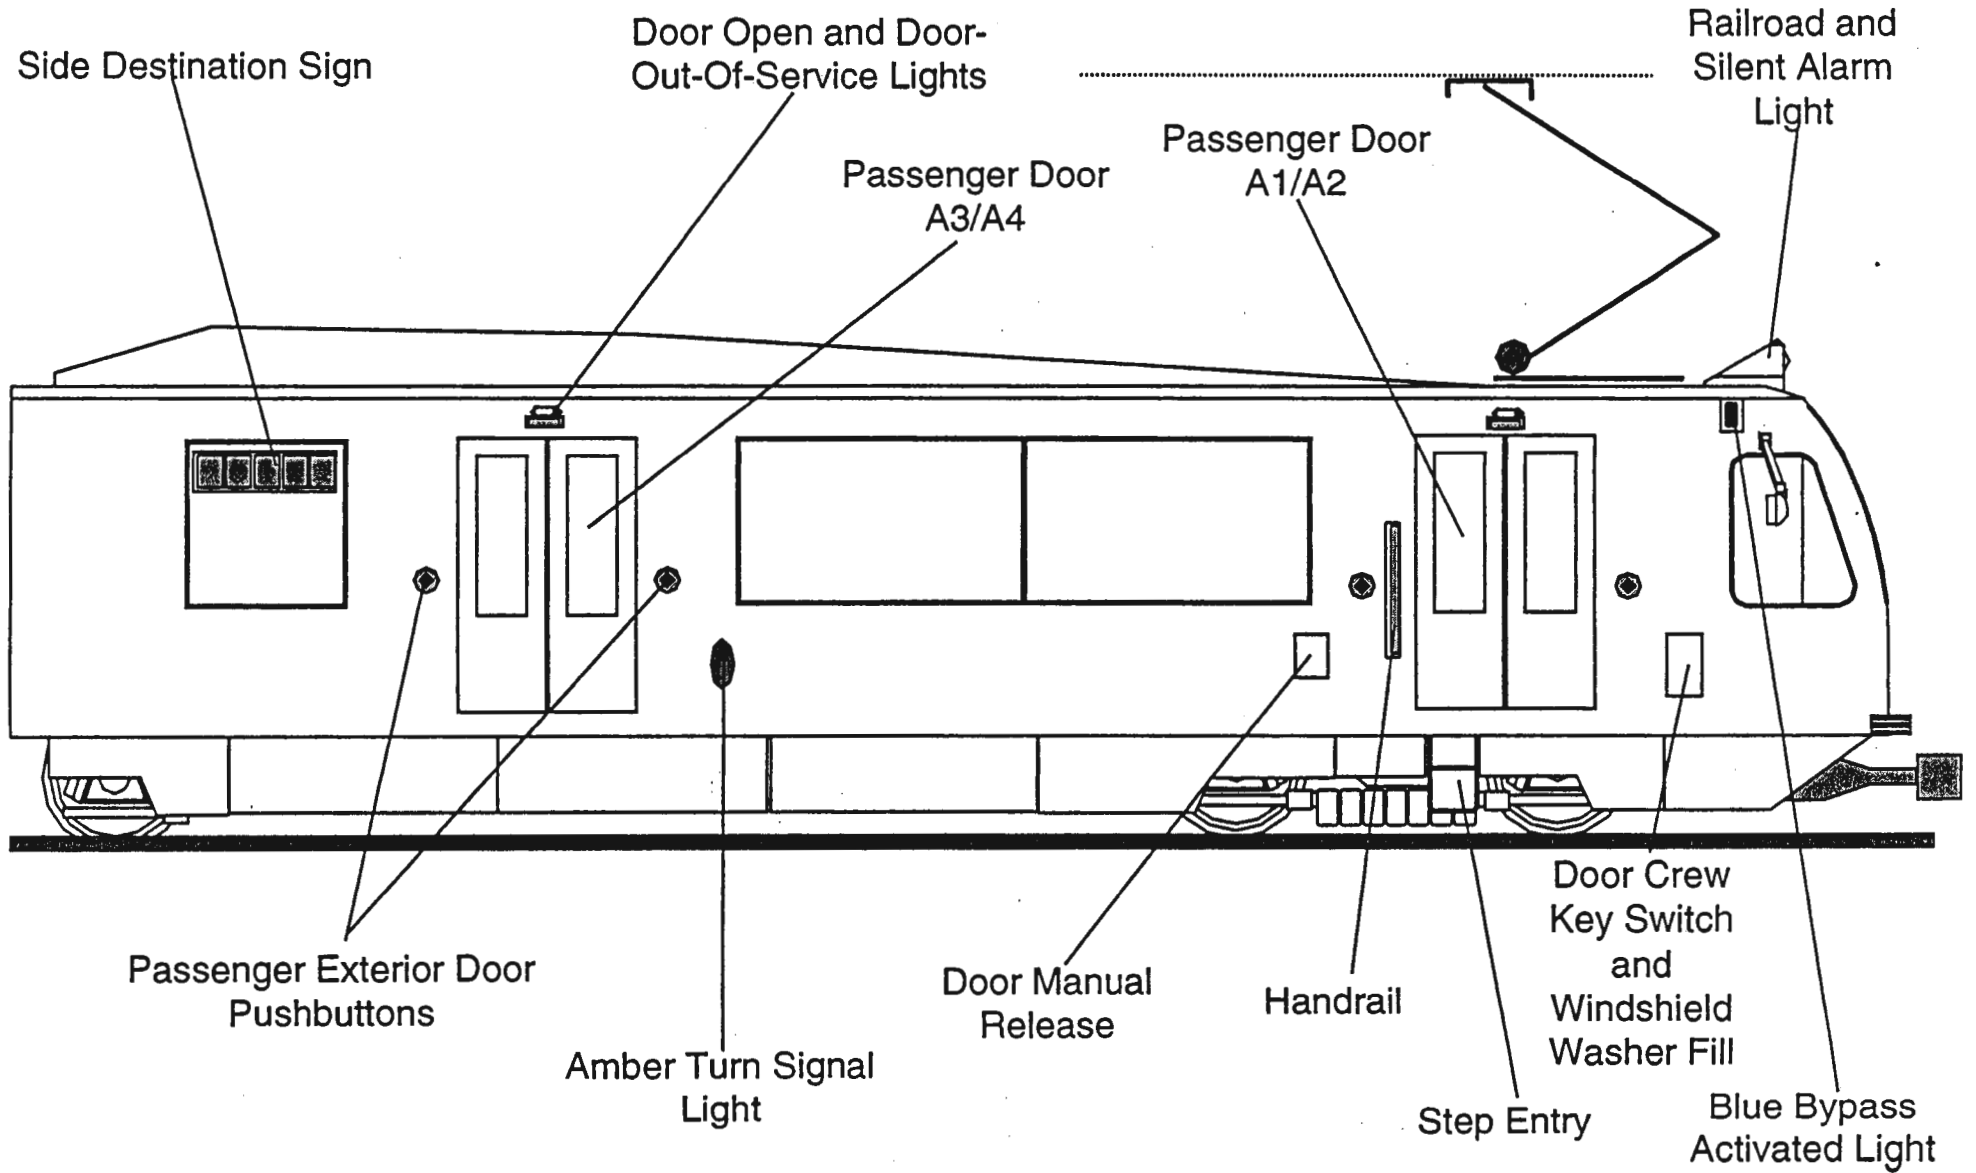 Side Destination Sign
Door Open and Door-
Out-Of-Service Lights
Railroad and
Silent Alarm
Light
Passenger Door
A3/A4
Passenger Door
A1/A2
Passenger Exterior Door
Pushbuttons
Amber Turn Signal
Light
Door Manual
Release
Handrail
Step Entry
Door Crew
Key Switch
and
Windshield
Washer Fill
Blue Bypass
Activated Light